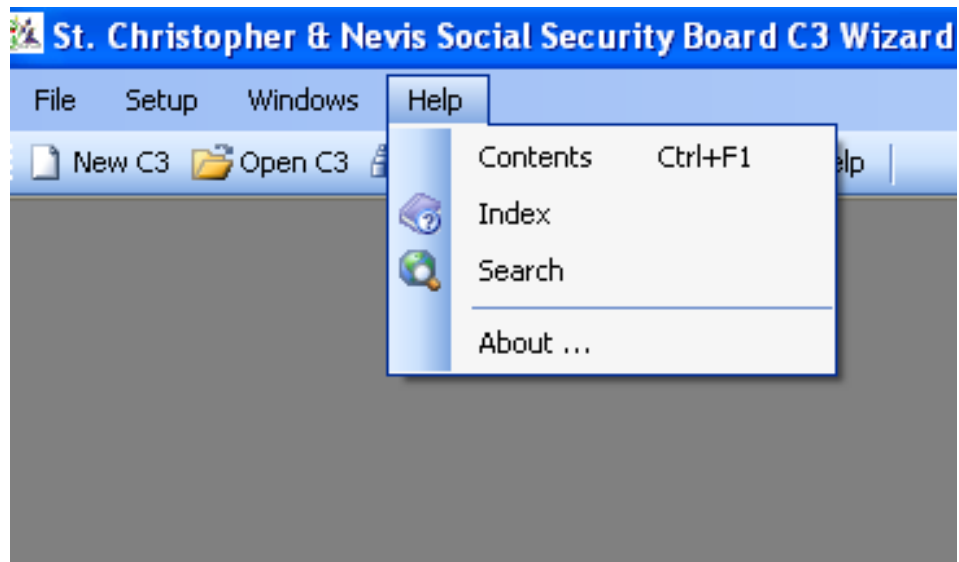 St. Christopher & Nevis Social Security Board C3 Wizard
File Setup Windows Help
New C3 Open C3
Contents Ctrl+F1
Index
Search
About ...